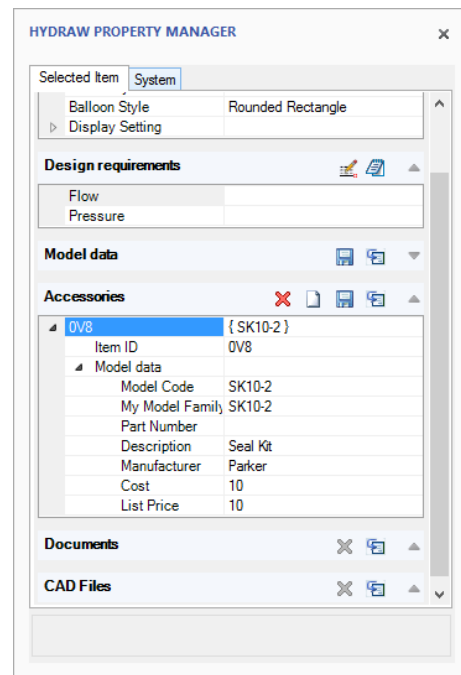 HYDRAW PROPERTY MANAGER
Selected Item System
Balloon Style Rounded Rectangle
Display Setting
Design requirements
Flow
Pressure
Model data
Accessories
0V8 { SK10-2 }
Item ID 0V8
Model data
Model Code SK10-2
My Model Family SK10-2
Part Number
Description Seal Kit
Manufacturer Parker
Cost 10
List Price 10
Documents
CAD Files